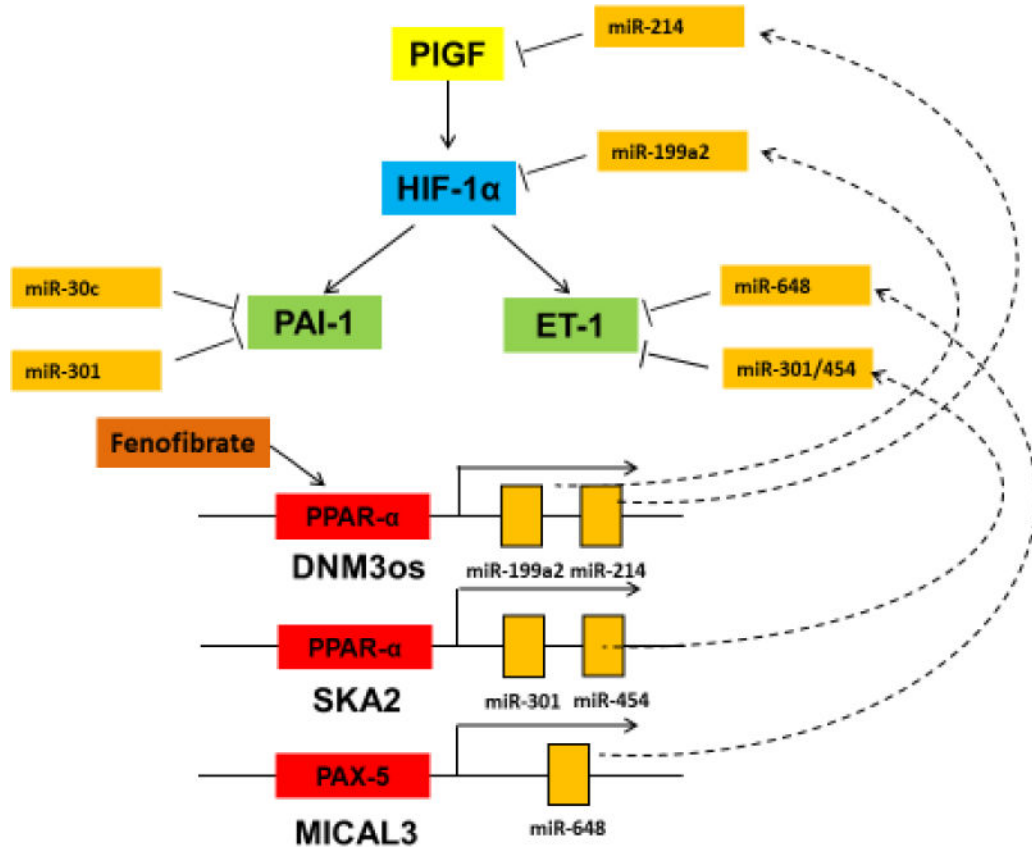 miR-214
PlGF
miR-199a2
HIF-1α
miR-30c
miR-648
PAI-1
ET-1
miR-301
miR-301/454
Fenofibrate
PPAR-α
DNM3os
miR-199a2 miR-214
PPAR-α
SKA2
miR-301
miR-454
PAX-5
MICAL3
miR-648